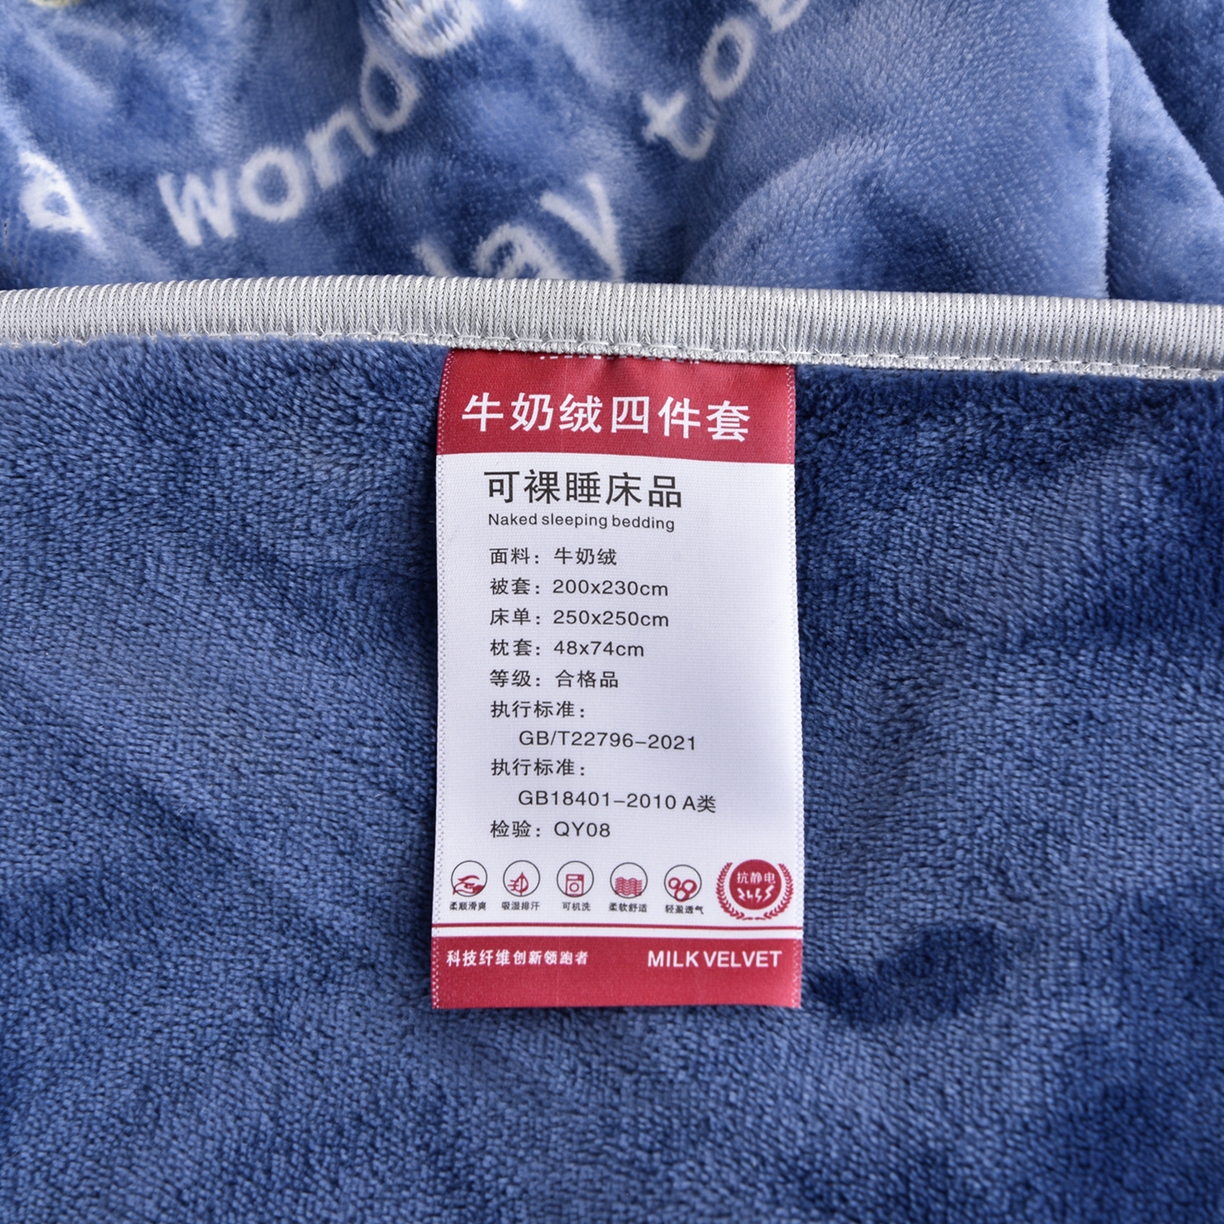 a wond
day
to
牛奶绒四件套
可裸睡床品
Naked sleeping bedding
面料：牛奶绒
被套：200x230cm
床单：250x250cm
枕套：48x74cm
等级：合格品
执行标准：
GB/T22796-2021
执行标准：
GB18401-2010 A类
检验：QY08
柔顺滑爽 吸湿排汗 可机洗 柔软舒适 轻盈透气 抗静电
科技纤维创新领跑者 MILK VELVET